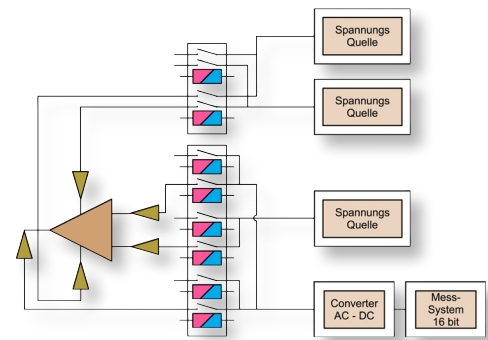 Spannungs
Quelle
Spannungs
Quelle
Spannungs
Quelle
Converter
AC - DC
Mess-
System
16 bit